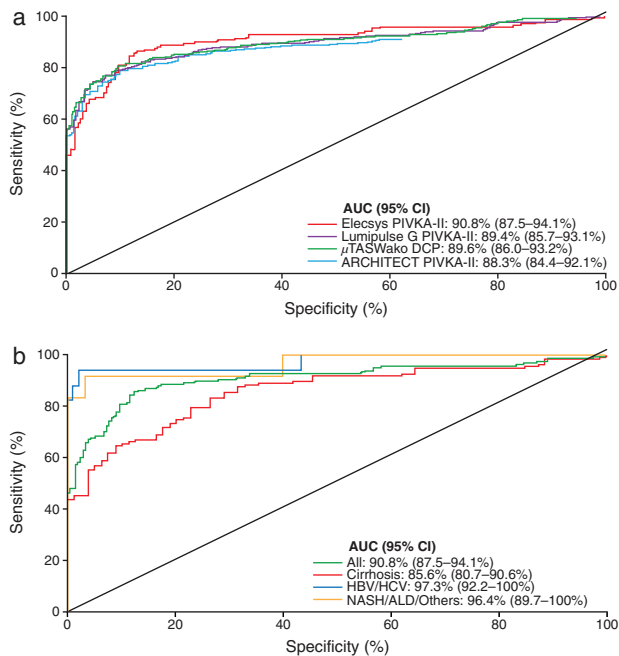 a
100
80
60
40
20
0
Sensitivity (%)
0 20 40 60 80 100
Specificity (%)
AUC (95% CI)
Elecsys PIVKA-II: 90.8% (87.5–94.1%)
Lumipulse G PIVKA-II: 89.4% (85.7–93.1%)
μTASWako DCP: 89.6% (86.0–93.2%)
ARCHITECT PIVKA-II: 88.3% (84.4–92.1%)
b
100
80
60
40
20
0
Sensitivity (%)
0 20 40 60 80 100
Specificity (%)
AUC (95% CI)
All: 90.8% (87.5–94.1%)
Cirrhosis: 85.6% (80.7–90.6%)
HBV/HCV: 97.3% (92.2–100%)
NASH/ALD/Others: 96.4% (89.7–100%)